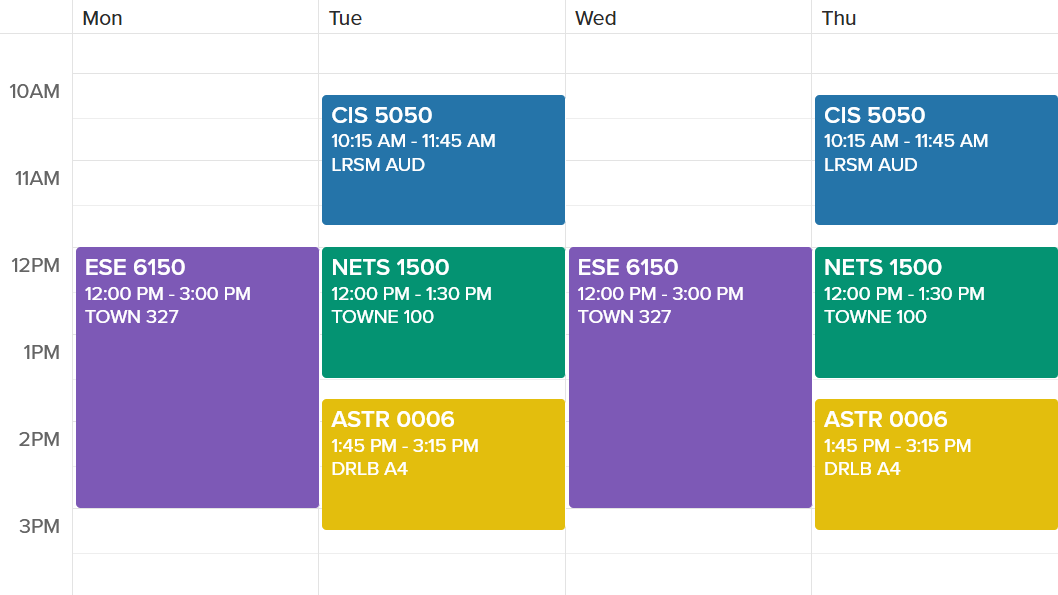 Mon Tue Wed Thu
10AM
CIS 5050
10:15 AM - 11:45 AM
LRSM AUD
CIS 5050
10:15 AM - 11:45 AM
LRSM AUD
11AM
12PM
ESE 6150
12:00 PM - 3:00 PM
TOWN 327
NETS 1500
12:00 PM - 1:30 PM
TOWNE 100
ESE 6150
12:00 PM - 3:00 PM
TOWN 327
NETS 1500
12:00 PM - 1:30 PM
TOWNE 100
1PM
ASTR 0006
1:45 PM - 3:15 PM
DRLB A4
ASTR 0006
1:45 PM - 3:15 PM
DRLB A4
2PM
3PM